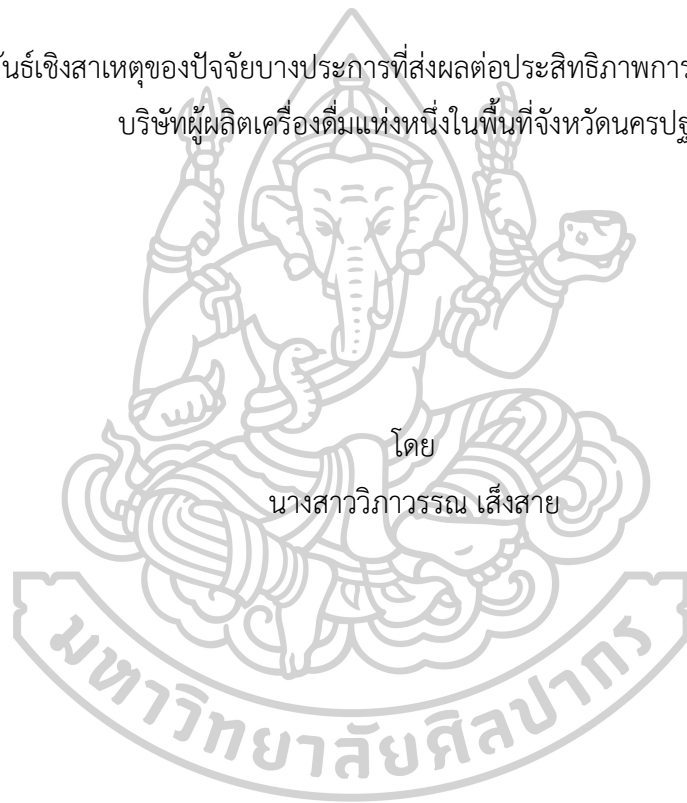 ันธ์เชิงสาเหตุของปัจจัยบางประการที่ส่งผลต่อประสิทธิภาพการ
บริษัทผู้ผลิตเครื่องดื่มแห่งหนึ่งในพื้นที่จังหวัดนครปฐ
โดย
นางสาววิภาวรรณ เส็งสาย
มหาวิทยาลัยศิลปากร